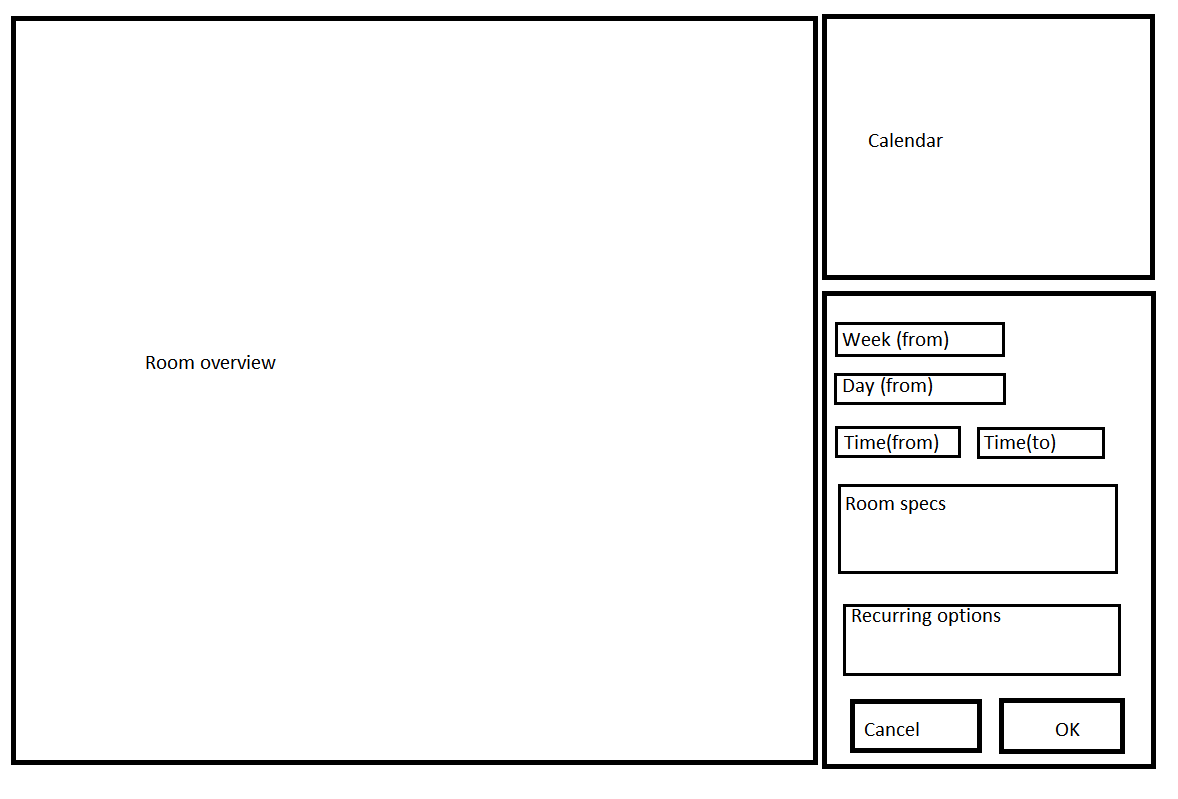 Room overview
Calendar
Week (from)
Day (from)
Time(from)
Time(to)
Room specs
Recurring options
Cancel
OK